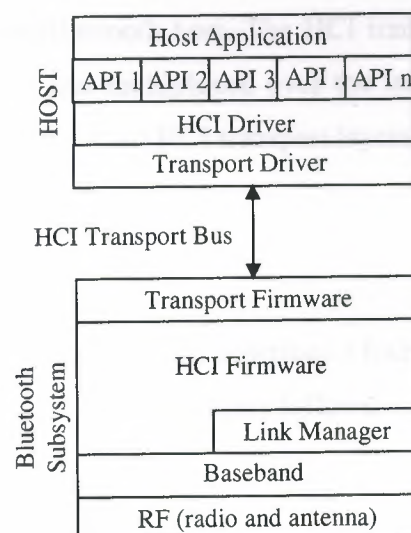 Host Application
API 1 API 2 API 3 API .. API n
HOST
HCI Driver
Transport Driver
HCI Transport Bus
Transport Firmware
HCI Firmware
Bluetooth
Subsystem
Link Manager
Baseband
RF (radio and antenna)